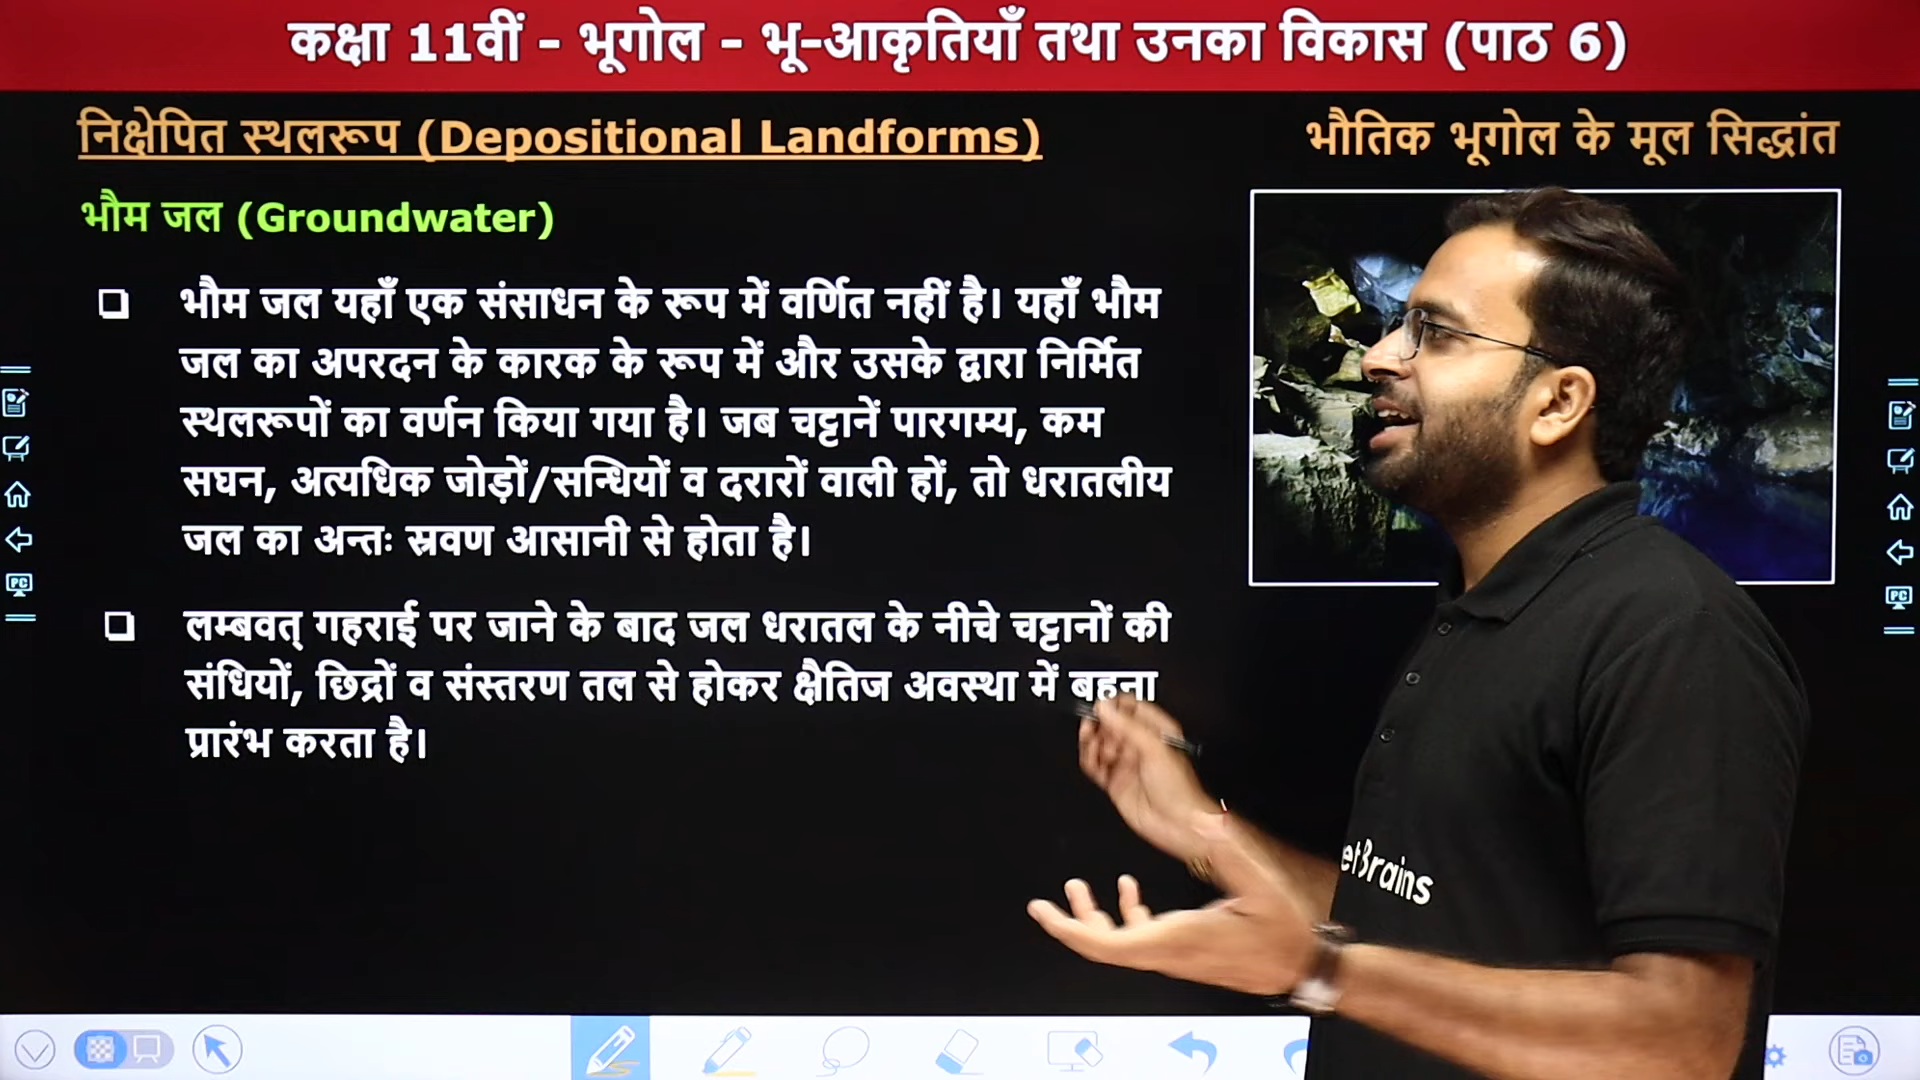 कक्षा 11वीं - भूगोल - भू-आकृतियाँ तथा उनका विकास (पाठ 6)
निक्षेपित स्थलरूप (Depositional Landforms)
भौतिक भूगोल के मूल सिद्धांत
भौम जल (Groundwater)
भौम जल यहाँ एक संसाधन के रूप में वर्णित नहीं है। यहाँ भौम
जल का अपरदन के कारक के रूप में और उसके द्वारा निर्मित
स्थलरूपों का वर्णन किया गया है। जब चट्टानें पारगम्य, कम
सघन, अत्यधिक जोड़ों/सन्धियों व दरारों वाली हों, तो धरातलीय
जल का अन्तः स्रवण आसानी से होता है।
लम्बवत् गहराई पर जाने के बाद जल धरातल के नीचे चट्टानों की
संधियों, छिद्रों व संस्तरण तल से होकर क्षैतिज अवस्था में बहना
प्रारंभ करता है।
etBrains
PC
PC